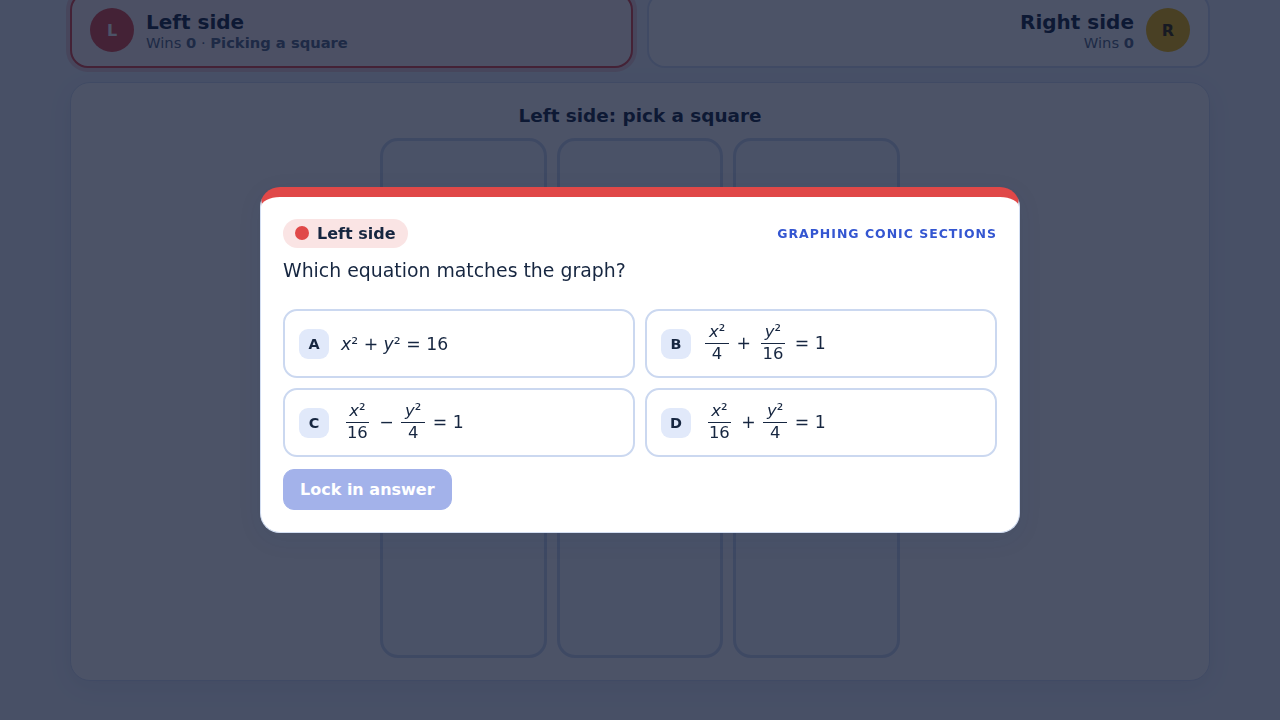 L
Left side
Wins 0 · Picking a square
Right side
Wins 0
R
Left side: pick a square
Left side
GRAPHING CONIC SECTIONS
Which equation matches the graph?
A x² + y² = 16
B x²/4 + y²/16 = 1
C x²/16 − y²/4 = 1
D x²/16 + y²/4 = 1
Lock in answer